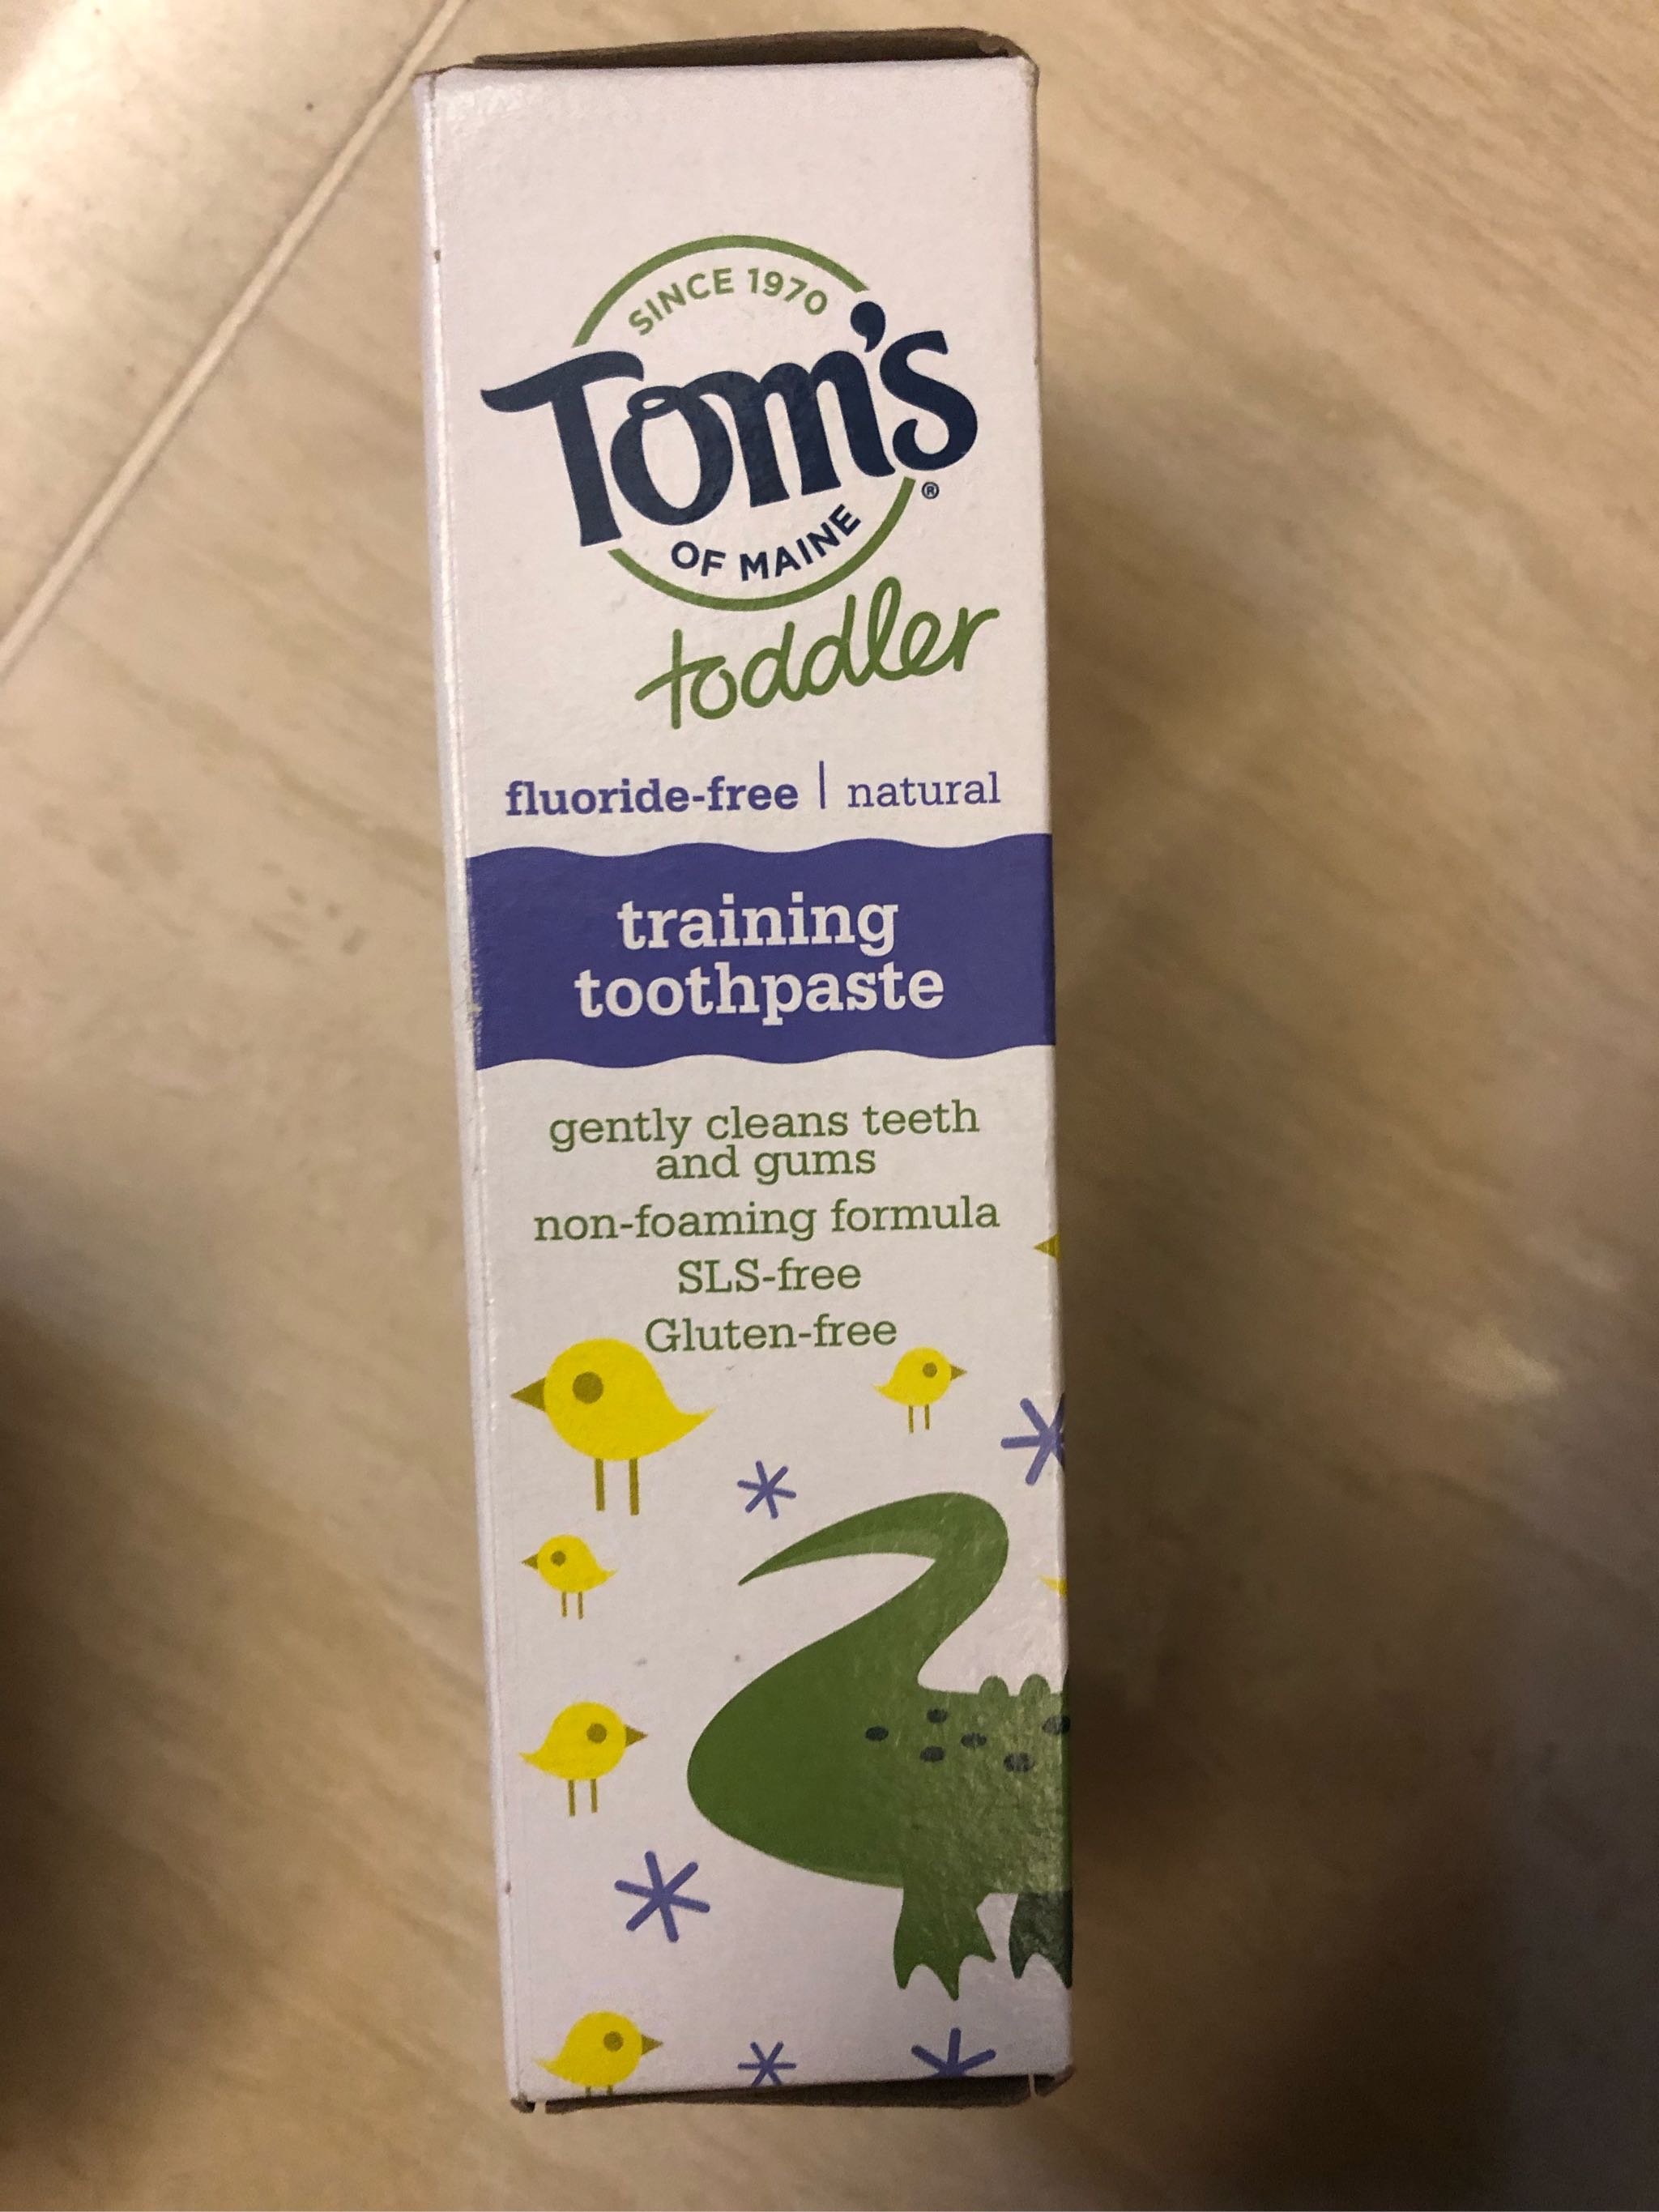 SINCE 1970
Tom's®
OF MAINE
toddler
fluoride-free | natural
training
toothpaste
gently cleans teeth
and gums
non-foaming formula
SLS-free
Gluten-free